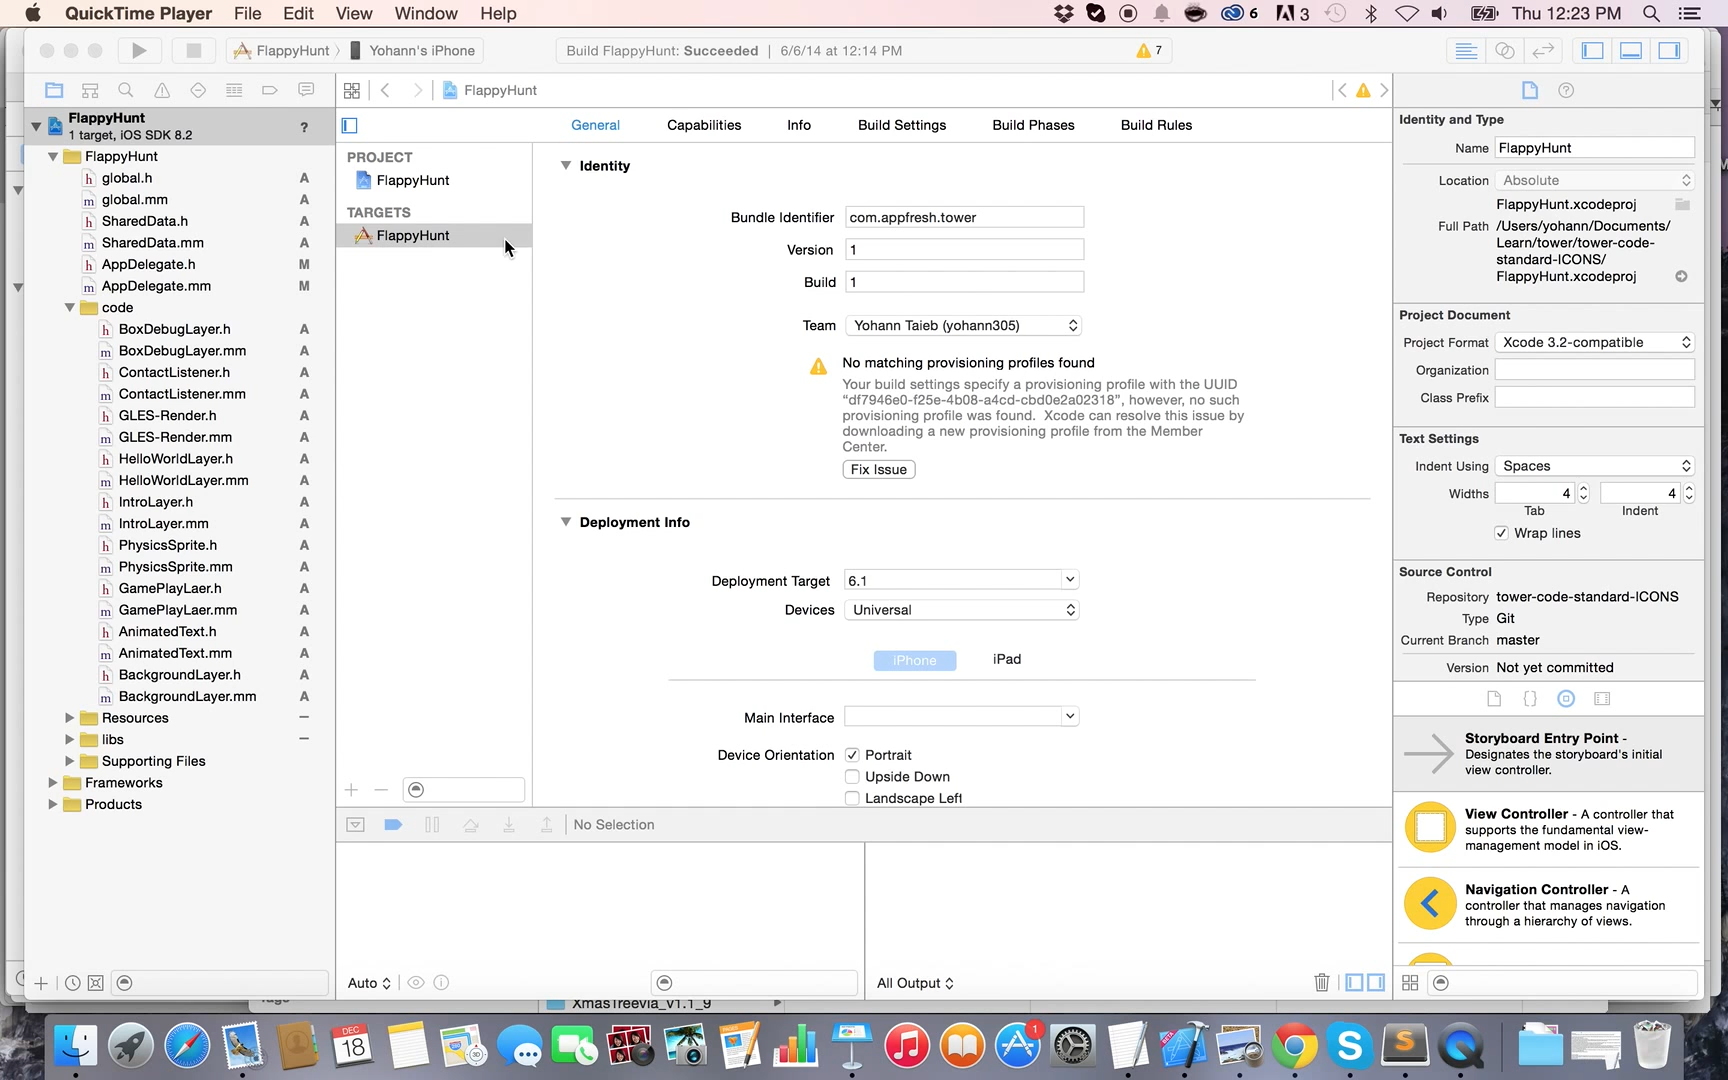 QuickTime Player File Edit View Window Help 6 3 Thu 12:23 PM
FlappyHunt Yohann's iPhone Build FlappyHunt: Succeeded | 6/6/14 at 12:14 PM 7
FlappyHunt
FlappyHunt
1 target, iOS SDK 8.2 ?
FlappyHunt
global.h A
global.mm A
SharedData.h A
SharedData.mm A
AppDelegate.h M
AppDelegate.mm M
code
BoxDebugLayer.h A
BoxDebugLayer.mm A
ContactListener.h A
ContactListener.mm A
GLES-Render.h A
GLES-Render.mm A
HelloWorldLayer.h A
HelloWorldLayer.mm A
IntroLayer.h A
IntroLayer.mm A
PhysicsSprite.h A
PhysicsSprite.mm A
GamePlayLaer.h A
GamePlayLaer.mm A
AnimatedText.h A
AnimatedText.mm A
BackgroundLayer.h A
BackgroundLayer.mm A
Resources
libs
Supporting Files
Frameworks
Products
General Capabilities Info Build Settings Build Phases Build Rules
PROJECT
FlappyHunt
TARGETS
FlappyHunt
Identity
Bundle Identifier com.appfresh.tower
Version 1
Build 1
Team Yohann Taieb (yohann305)
No matching provisioning profiles found
Your build settings specify a provisioning profile with the UUID
“df7946e0-f25e-4b08-a4cd-cbd0e2a02318”, however, no such
provisioning profile was found. Xcode can resolve this issue by
downloading a new provisioning profile from the Member
Center.
Fix Issue
Deployment Info
Deployment Target 6.1
Devices Universal
iPhone iPad
Main Interface
Device Orientation Portrait
Upside Down
Landscape Left
No Selection
Auto All Output
Identity and Type
Name FlappyHunt
Location Absolute
FlappyHunt.xcodeproj
Full Path /Users/yohann/Documents/
Learn/tower/tower-code-
standard-ICONS/
FlappyHunt.xcodeproj
Project Document
Project Format Xcode 3.2-compatible
Organization
Class Prefix
Text Settings
Indent Using Spaces
Widths 4 4
Tab Indent
Wrap lines
Source Control
Repository tower-code-standard-ICONS
Type Git
Current Branch master
Version Not yet committed
Storyboard Entry Point -
Designates the storyboard's initial
view controller.
View Controller - A controller that
supports the fundamental view-
management model in iOS.
Navigation Controller - A
controller that manages navigation
through a hierarchy of views.
XmasTreeVia_V1.1_9
DEC
18
1